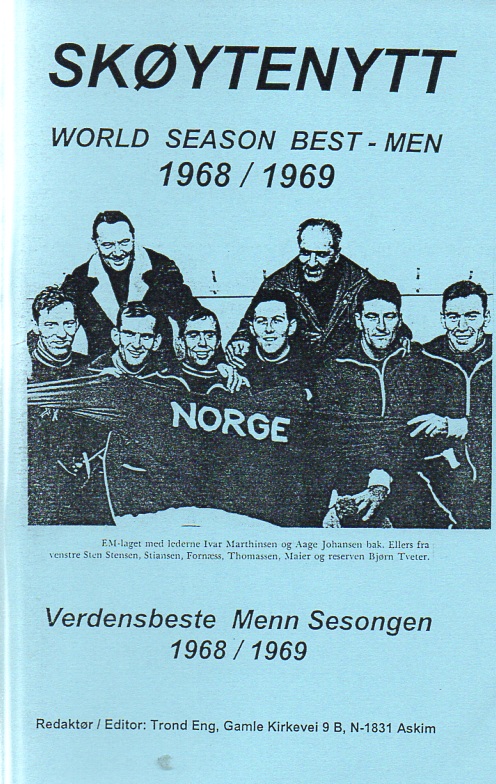 SKØYTENYTT
WORLD SEASON BEST - MEN
1968 / 1969
NORGE
EM-laget med lederne Ivar Marthinsen og Aage Johansen bak. Ellers fra
venstre Sten Stensen, Stiansen, Fornæss, Thomassen, Maier og reserven Bjørn Tveter.
Verdensbeste Menn Sesongen
1968 / 1969
Redaktør / Editor: Trond Eng, Gamle Kirkevei 9 B, N-1831 Askim